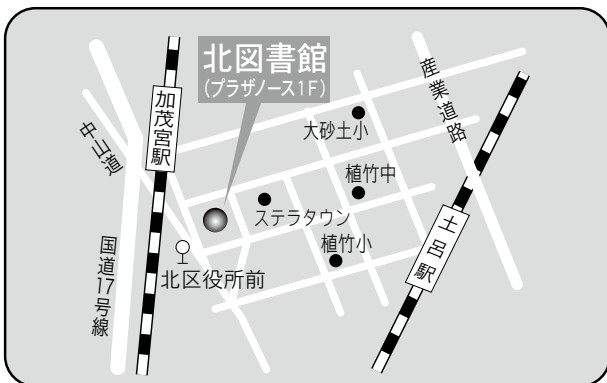 北図書館
(プラザノース1F)
加茂宮駅
中山道
国道17号線
北区役所前
ステラタウン
大砂土小
植竹中
植竹小
産業道路
土呂駅